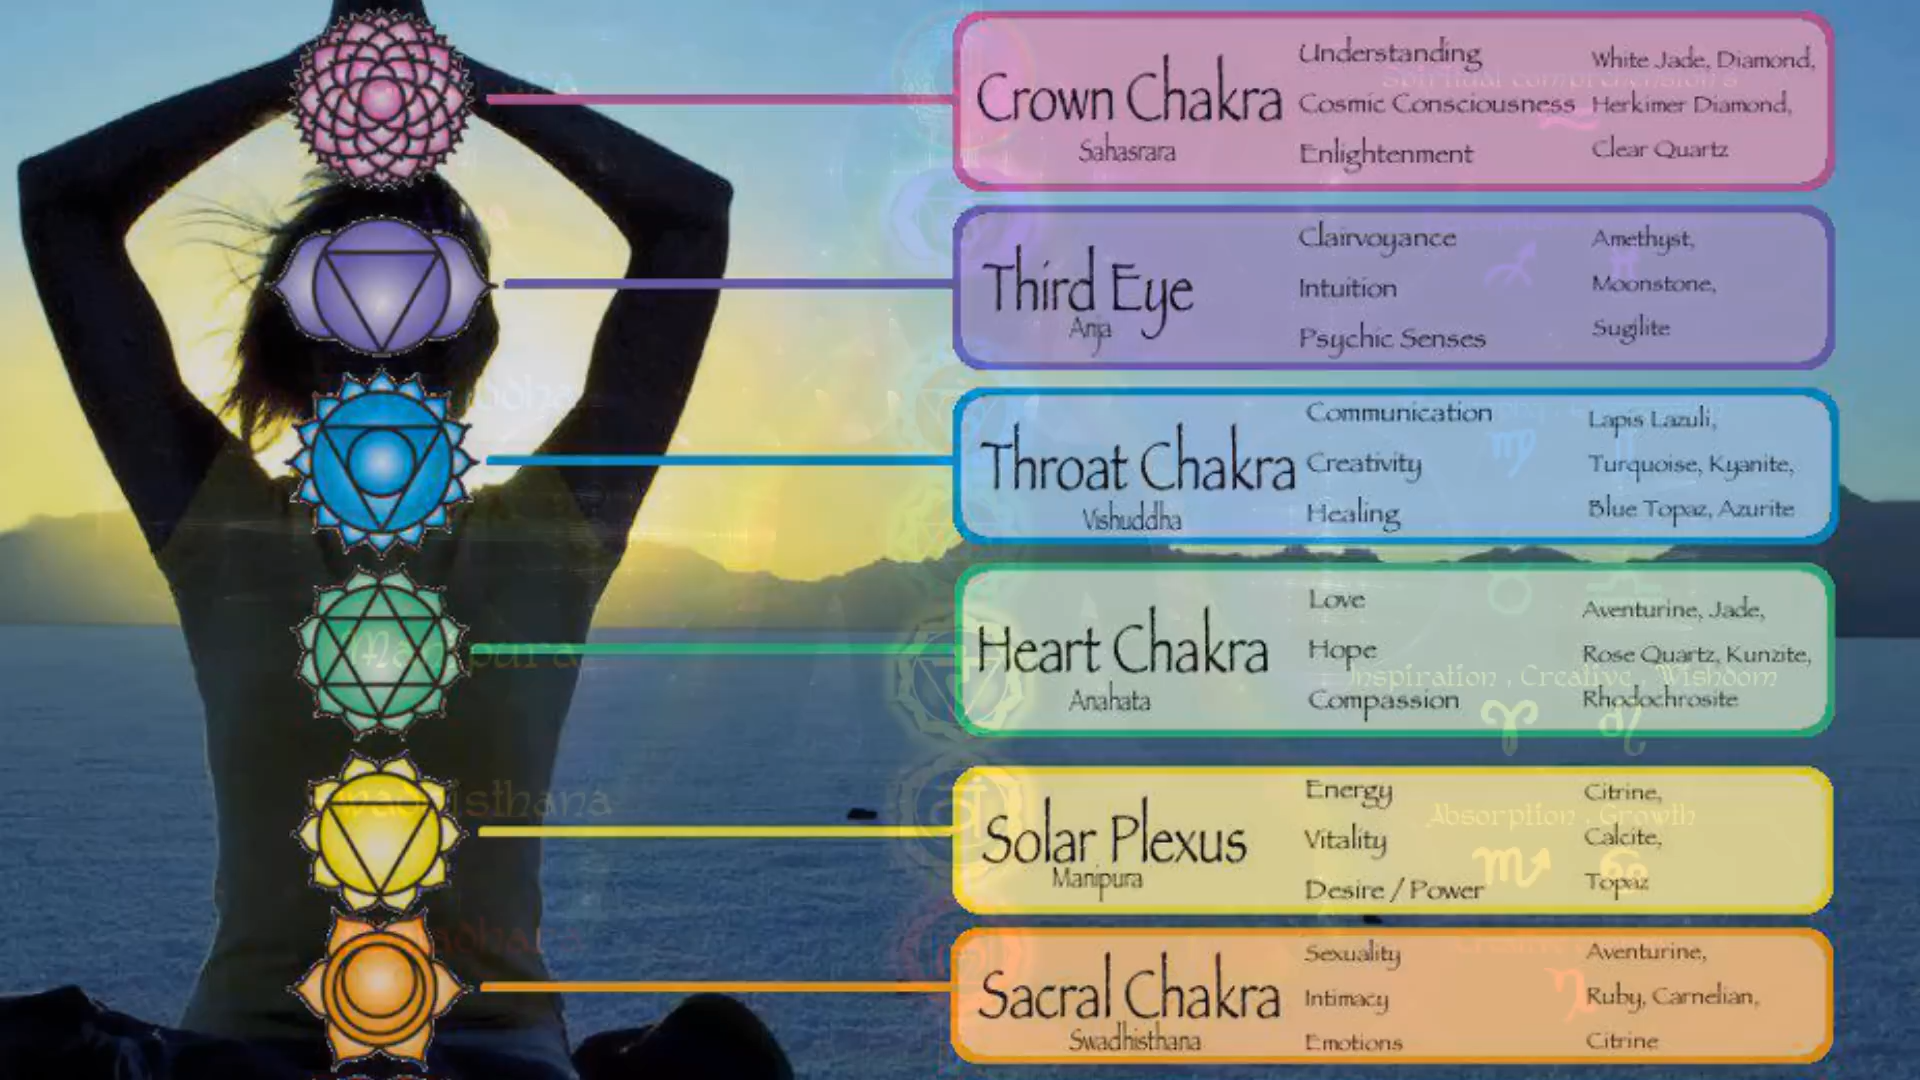 Crown Chakra
Sahasrara
Understanding
Cosmic Consciousness
Enlightenment
White Jade, Diamond,
Herkimer Diamond,
Clear Quartz
Third Eye
Anja
Clairvoyance
Intuition
Psychic Senses
Amethyst,
Moonstone,
Sugilite
Throat Chakra
Vishuddha
Communication
Creativity
Healing
Lapis Lazuli,
Turquoise, Kyanite,
Blue Topaz, Azurite
Heart Chakra
Anahata
Love
Hope
Compassion
Aventurine, Jade,
Rose Quartz, Kunzite,
Rhodochrosite
Inspiration , Creative , Wishdom
Solar Plexus
Manipura
Energy
Vitality
Desire / Power
Citrine,
Calcite,
Topaz
Absorption , Growth
Sacral Chakra
Swadhisthana
Sexuality
Intimacy
Emotions
Aventurine,
Ruby, Carnelian,
Citrine